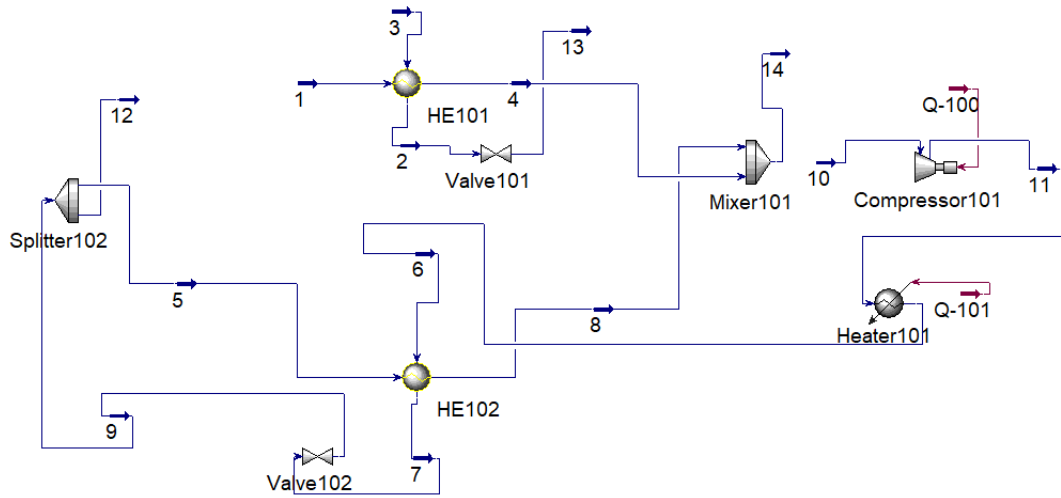 3
13
14
1
HE101
4
12
Q-100
2
Valve101
10
Compressor101
11
Mixer101
Splitter102
6
5
8
Q-101
Heater101
HE102
9
7
Valve102